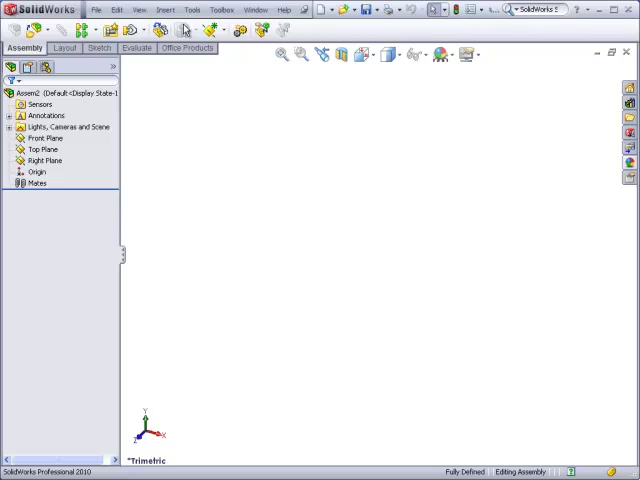 SolidWorks File Edit View Insert Tools Toolbox Window Help SolidWorks S
Assembly Layout Sketch Evaluate Office Products
Assem2 (Default<Display State-1
Sensors
Annotations
Lights, Cameras and Scene
Front Plane
Top Plane
Right Plane
Origin
Mates
Y
Z X
*Trimetric
SolidWorks Professional 2010 Fully Defined Editing Assembly